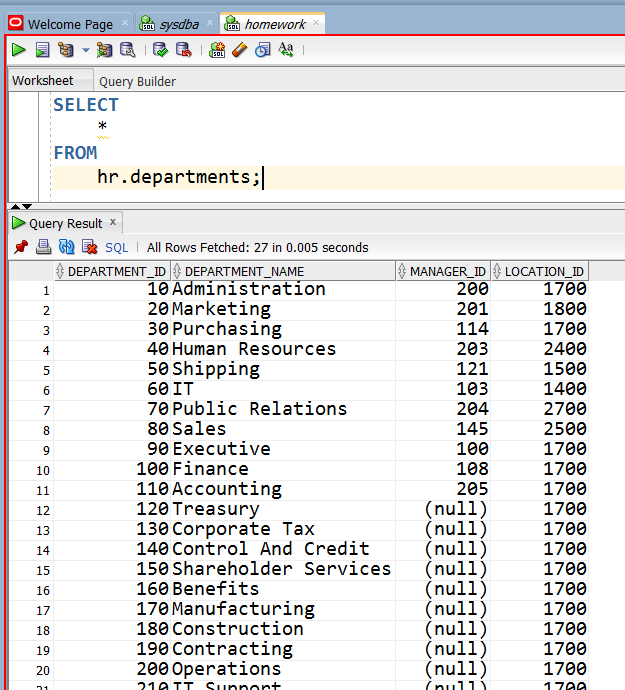 Welcome Page × sysdba × homework ×
Worksheet Query Builder
SELECT
*
FROM
hr.departments;
Query Result ×
SQL | All Rows Fetched: 27 in 0.005 seconds
DEPARTMENT_ID DEPARTMENT_NAME MANAGER_ID LOCATION_ID
1 10 Administration 200 1700
2 20 Marketing 201 1800
3 30 Purchasing 114 1700
4 40 Human Resources 203 2400
5 50 Shipping 121 1500
6 60 IT 103 1400
7 70 Public Relations 204 2700
8 80 Sales 145 2500
9 90 Executive 100 1700
10 100 Finance 108 1700
11 110 Accounting 205 1700
12 120 Treasury (null) 1700
13 130 Corporate Tax (null) 1700
14 140 Control And Credit (null) 1700
15 150 Shareholder Services (null) 1700
16 160 Benefits (null) 1700
17 170 Manufacturing (null) 1700
18 180 Construction (null) 1700
19 190 Contracting (null) 1700
20 200 Operations (null) 1700
21 210 IT Support (null) 1700